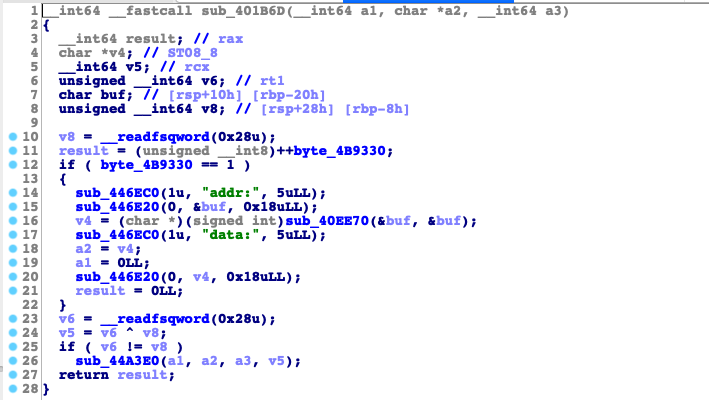 1 __int64 __fastcall sub_401B6D(__int64 a1, char *a2, __int64 a3)
2 {
3 __int64 result; // rax
4 char *v4; // ST08_8
5 __int64 v5; // rcx
6 unsigned __int64 v6; // rt1
7 char buf; // [rsp+10h] [rbp-20h]
8 unsigned __int64 v8; // [rsp+28h] [rbp-8h]
9
10 v8 = __readfsqword(0x28u);
11 result = (unsigned __int8)++byte_4B9330;
12 if ( byte_4B9330 == 1 )
13 {
14 sub_446EC0(1u, "addr:", 5uLL);
15 sub_446E20(0, &buf, 0x18uLL);
16 v4 = (char *)(signed int)sub_40EE70(&buf, &buf);
17 sub_446EC0(1u, "data:", 5uLL);
18 a2 = v4;
19 a1 = 0LL;
20 sub_446E20(0, v4, 0x18uLL);
21 result = 0LL;
22 }
23 v6 = __readfsqword(0x28u);
24 v5 = v6 ^ v8;
25 if ( v6 != v8 )
26 sub_44A3E0(a1, a2, a3, v5);
27 return result;
28 }